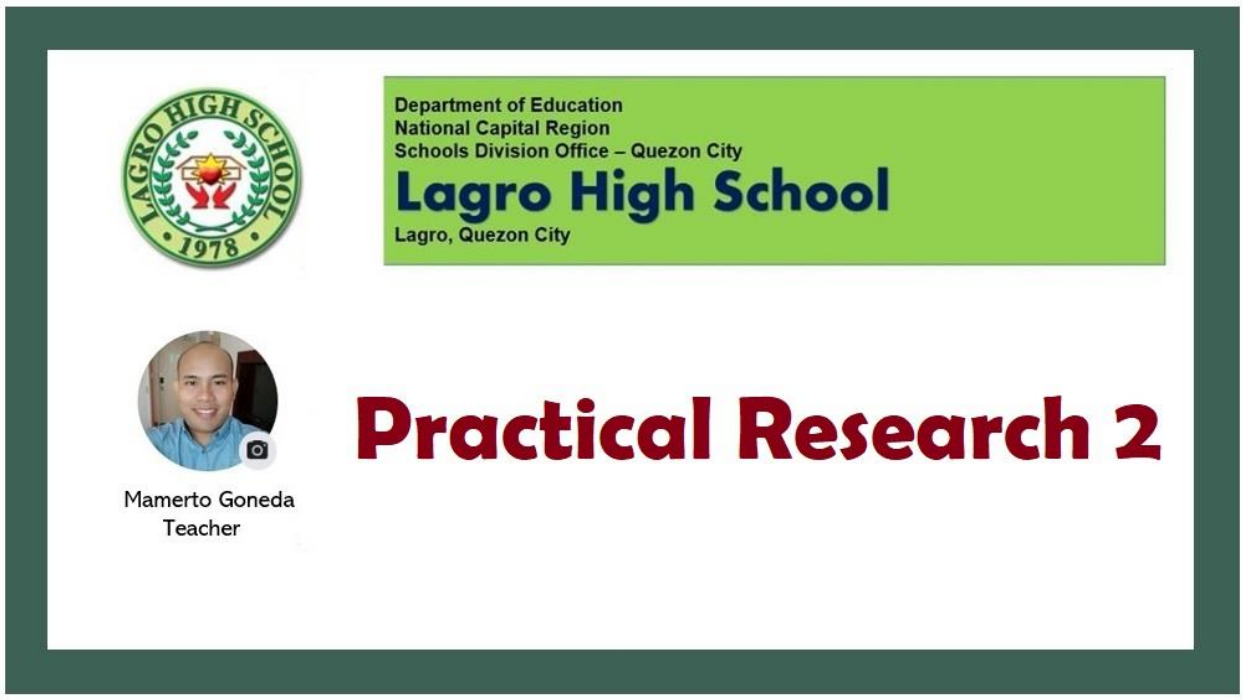 LAGRO HIGH SCHOOL
1978
Department of Education
National Capital Region
Schools Division Office – Quezon City
Lagro High School
Lagro, Quezon City
Practical Research 2
Mamerto Goneda
Teacher